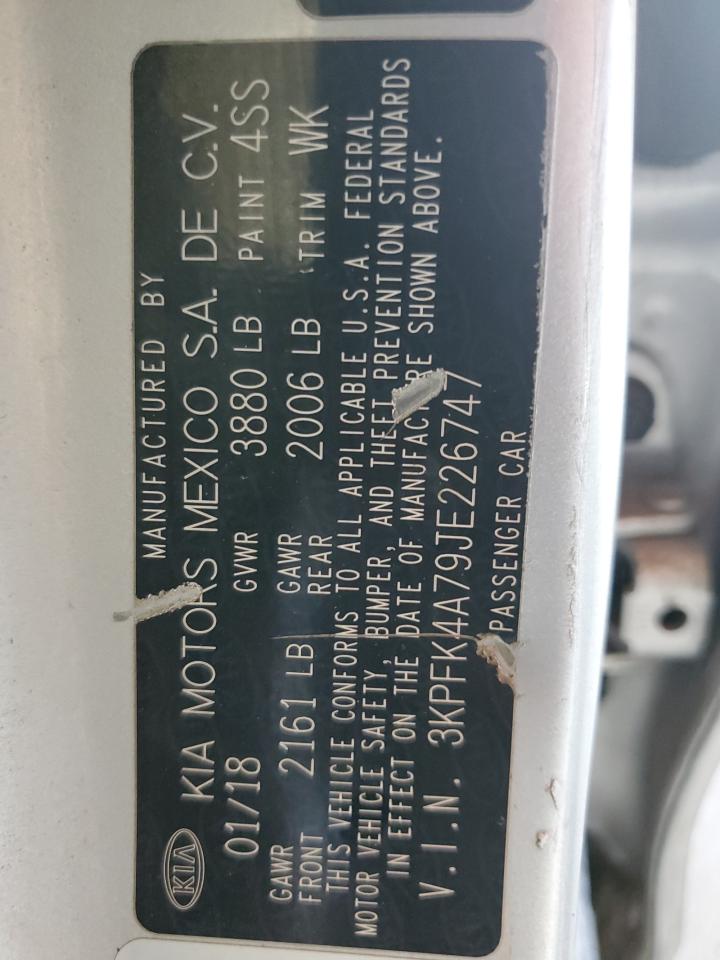 MANUFACTURED BY
KIA KIA MOTORS MEXICO S.A. DE C.V.
01/18 GVWR 3880 LB PAINT 4SS
GAWR FRONT 2161 LB GAWR REAR 2006 LB TRIM WK
THIS VEHICLE CONFORMS TO ALL APPLICABLE U.S.A. FEDERAL
MOTOR VEHICLE SAFETY, BUMPER, AND THEFT PREVENTION STANDARDS
IN EFFECT ON THE DATE OF MANUFACTURE SHOWN ABOVE.
V.I.N. 3KPFK4A79JE226747
PASSENGER CAR